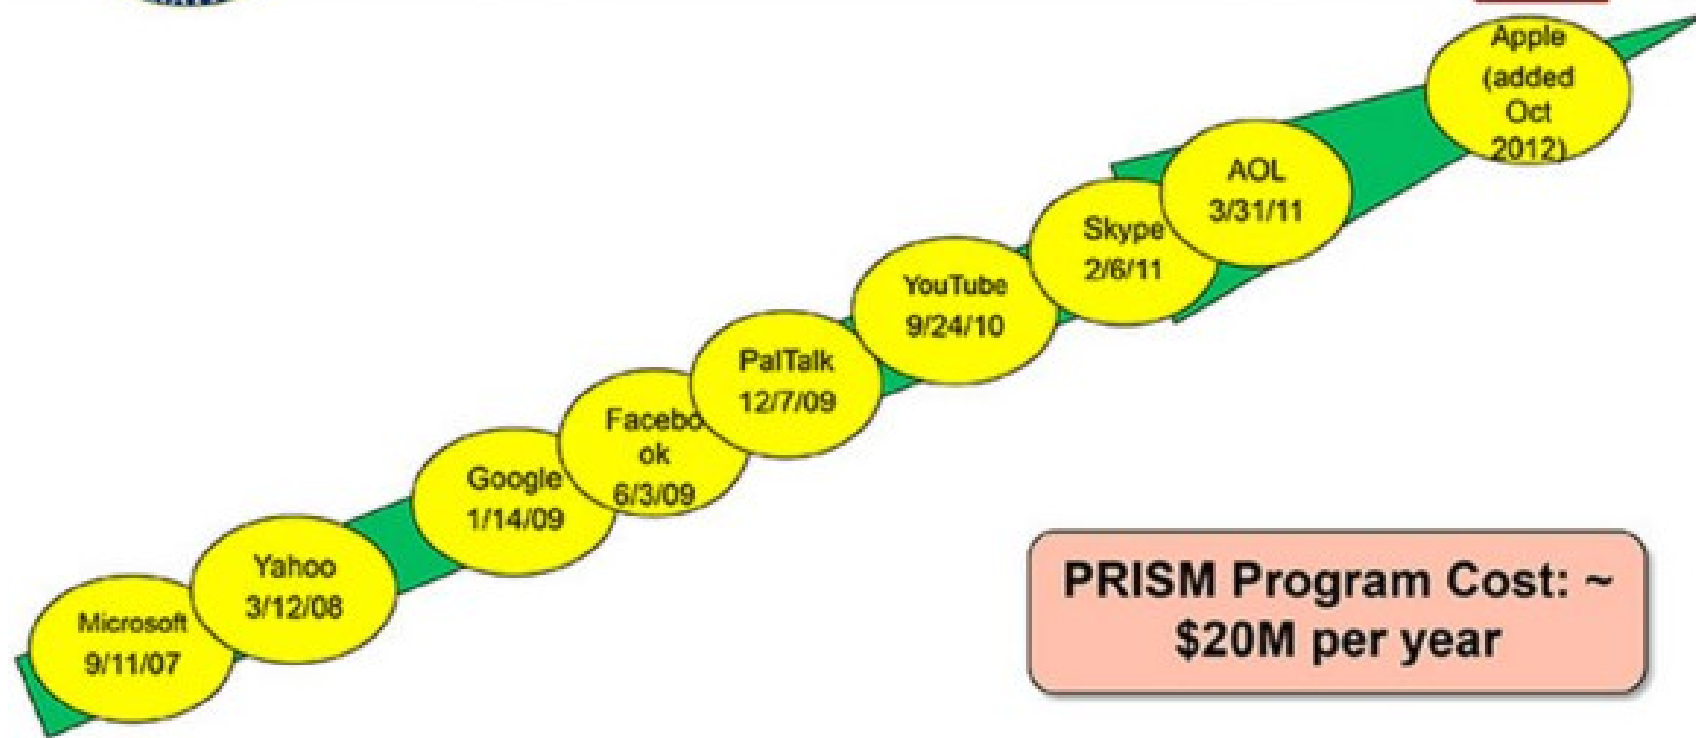 Microsoft
9/11/07
Yahoo
3/12/08
Google
1/14/09
Facebo
ok
6/3/09
PalTalk
12/7/09
YouTube
9/24/10
Skype
2/6/11
AOL
3/31/11
Apple
(added
Oct
2012)
PRISM Program Cost: ~
$20M per year